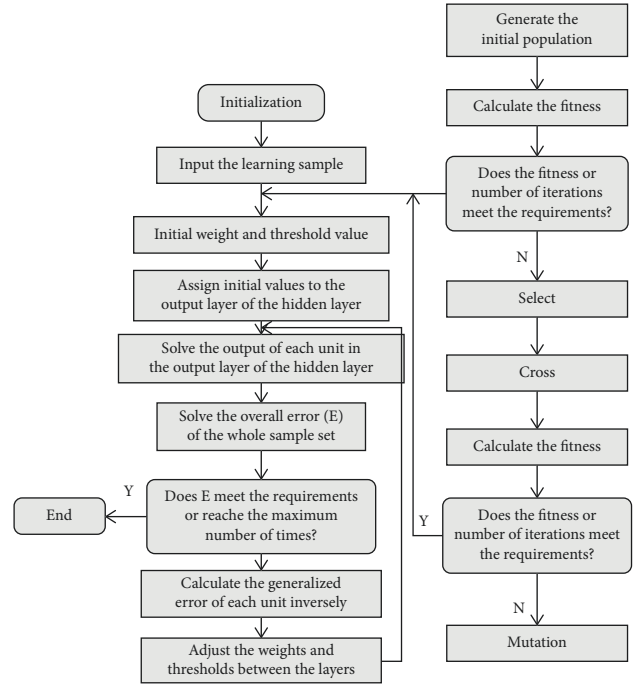 Generate the
initial population
Calculate the fitness
Does the fitness or
number of iterations
meet the requirements?
N
Select
Cross
Calculate the fitness
Does the fitness or
number of iterations meet
the requirements?
Y
N
Mutation
Initialization
Input the learning sample
Initial weight and threshold value
Assign initial values to the
output layer of the hidden layer
Solve the output of each unit in
the output layer of the hidden layer
Solve the overall error (E)
of the whole sample set
Does E meet the requirements
or reache the maximum
number of times?
Y
End
Calculate the generalized
error of each unit inversely
Adjust the weights and
thresholds between the layers